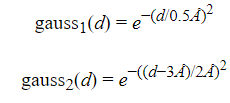 gauss₁(d) = e^−(d/0.5Å)²
gauss₂(d) = e^−((d−3Å)/2Å)²